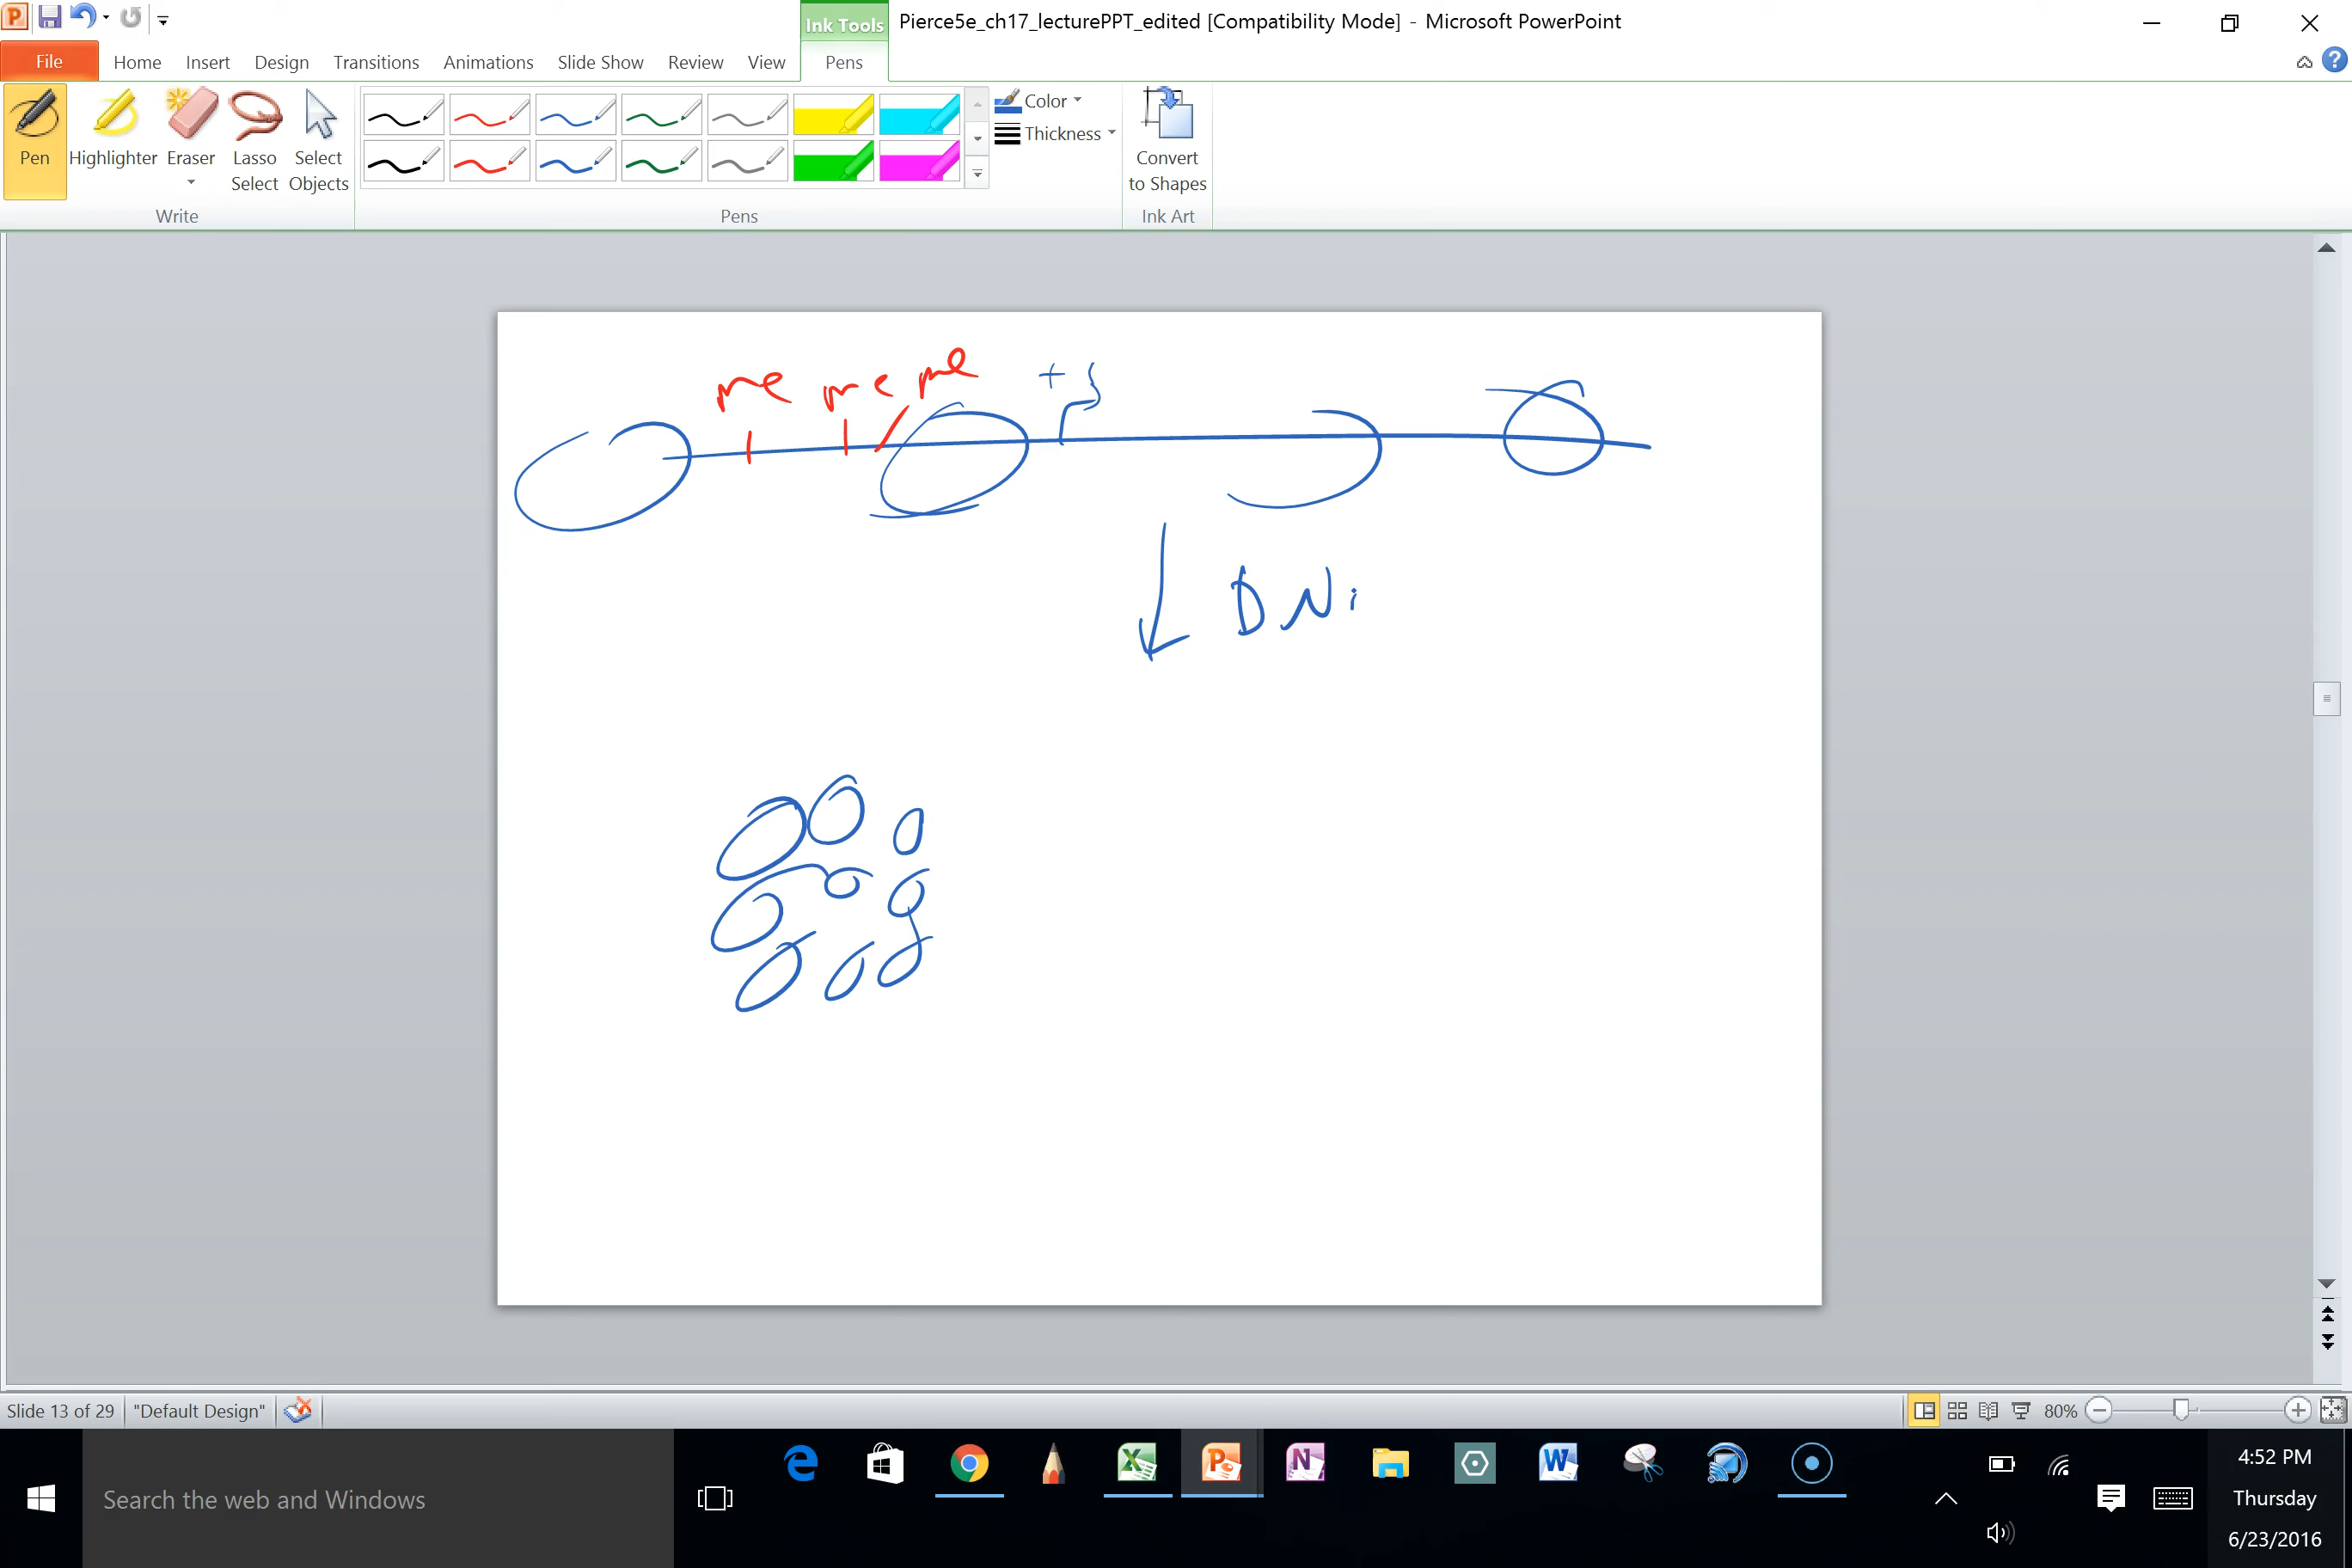 Ink Tools
Pierce5e_ch17_lecturePPT_edited [Compatibility Mode] - Microsoft PowerPoint
File Home Insert Design Transitions Animations Slide Show Review View Pens
Pen Highlighter Eraser Lasso Select Select Objects
Color
Thickness
Convert to Shapes
Write Pens Ink Art
me me me +
DN
Slide 13 of 29 "Default Design" 80%
Search the web and Windows
4:52 PM
Thursday
6/23/2016